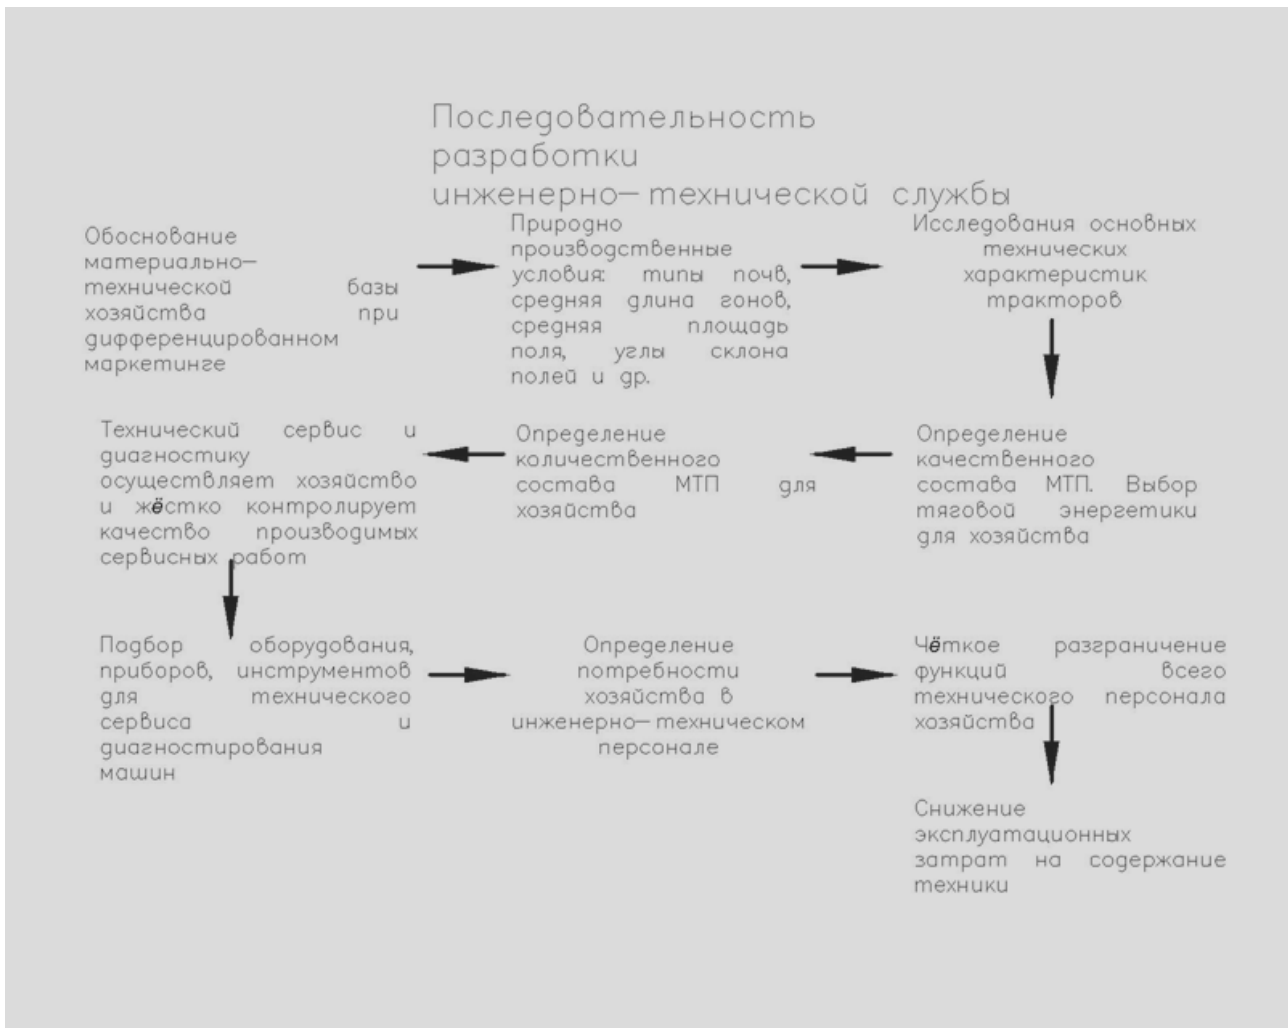 Последовательность
разработки
инженерно—технической службы
Обоснование
материально—
технической базы
хозяйства при
дифференцированном
маркетинге
Природно
производственные
условия: типы почв,
средняя длина гонов,
средняя площадь
поля, углы склона
полей и др.
Исследования основных
технических
характеристик
тракторов
Определение
качественного
состава МТП. Выбор
тяговой энергетики
для хозяйства
Определение
количественного
состава МТП для
хозяйства
Технический сервис и
диагностику
осуществляет хозяйство
и жёстко контролирует
качество производимых
сервисных работ
Подбор оборудования,
приборов, инструментов
для технического
сервиса и
диагностирования
машин
Определение
потребности
хозяйства в
инженерно—техническом
персонале
Чёткое разграничение
функций всего
технического персонала
хозяйства
Снижение
эксплуатационных
затрат на содержание
техники